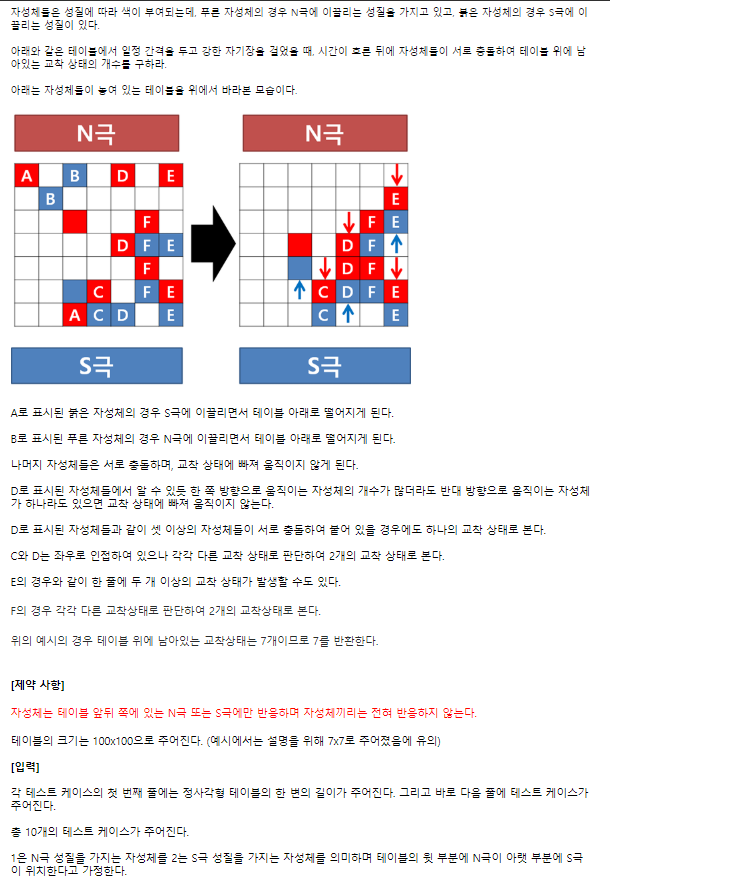 자성체들은 성질에 따라 색이 부여되는데, 푸른 자성체의 경우 N극에 이끌리는 성질을 가지고 있고, 붉은 자성체의 경우 S극에 이
끌리는 성질이 있다.
아래와 같은 테이블에서 일정 간격을 두고 강한 자기장을 걸었을 때, 시간이 흐른 뒤에 자성체들이 서로 충돌하여 테이블 위에 남
아있는 교착 상태의 개수를 구하라.
아래는 자성체들이 놓여 있는 테이블을 위에서 바라본 모습이다.
N극 N극
A B D E
B E
F F E
D F E D F
F D F
C F E C D F E
A C D E C E
S극 S극
A로 표시된 붉은 자성체의 경우 S극에 이끌리면서 테이블 아래로 떨어지게 된다.
B로 표시된 푸른 자성체의 경우 N극에 이끌리면서 테이블 아래로 떨어지게 된다.
나머지 자성체들은 서로 충돌하며, 교착 상태에 빠져 움직이지 않게 된다.
D로 표시된 자성체들에서 알 수 있듯 한 쪽 방향으로 움직이는 자성체의 개수가 많더라도 반대 방향으로 움직이는 자성체
가 하나라도 있으면 교착 상태에 빠져 움직이지 않는다.
D로 표시된 자성체들과 같이 셋 이상의 자성체들이 서로 충돌하여 붙어 있을 경우에도 하나의 교착 상태로 본다.
C와 D는 좌우로 인접하여 있으나 각각 다른 교착 상태로 판단하여 2개의 교착 상태로 본다.
E의 경우와 같이 한 줄에 두 개 이상의 교착 상태가 발생할 수도 있다.
F의 경우 각각 다른 교착상태로 판단하여 2개의 교착상태로 본다.
위의 예시의 경우 테이블 위에 남아있는 교착상태는 7개이므로 7를 반환한다.
[제약 사항]
자성체는 테이블 앞뒤 쪽에 있는 N극 또는 S극에만 반응하며 자성체끼리는 전혀 반응하지 않는다.
테이블의 크기는 100x100으로 주어진다. (예시에서는 설명을 위해 7x7로 주어졌음에 유의)
[입력]
각 테스트 케이스의 첫 번째 줄에는 정사각형 테이블의 한 변의 길이가 주어진다. 그리고 바로 다음 줄에 테스트 케이스가
주어진다.
총 10개의 테스트 케이스가 주어진다.
1은 N극 성질을 가지는 자성체를 2는 S극 성질을 가지는 자성체를 의미하며 테이블의 윗 부분에 N극이 아랫 부분에 S극
이 위치한다고 가정한다.